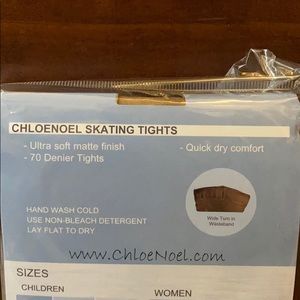 CHLOENOEL SKATING TIGHTS
- Ultra soft matte finish
- Quick dry comfort
- 70 Denier Tights
HAND WASH COLD
USE NON-BLEACH DETERGENT
LAY FLAT TO DRY
Wide Turn in
Waistband
www.ChloeNoel.com
SIZES
CHILDREN
WOMEN